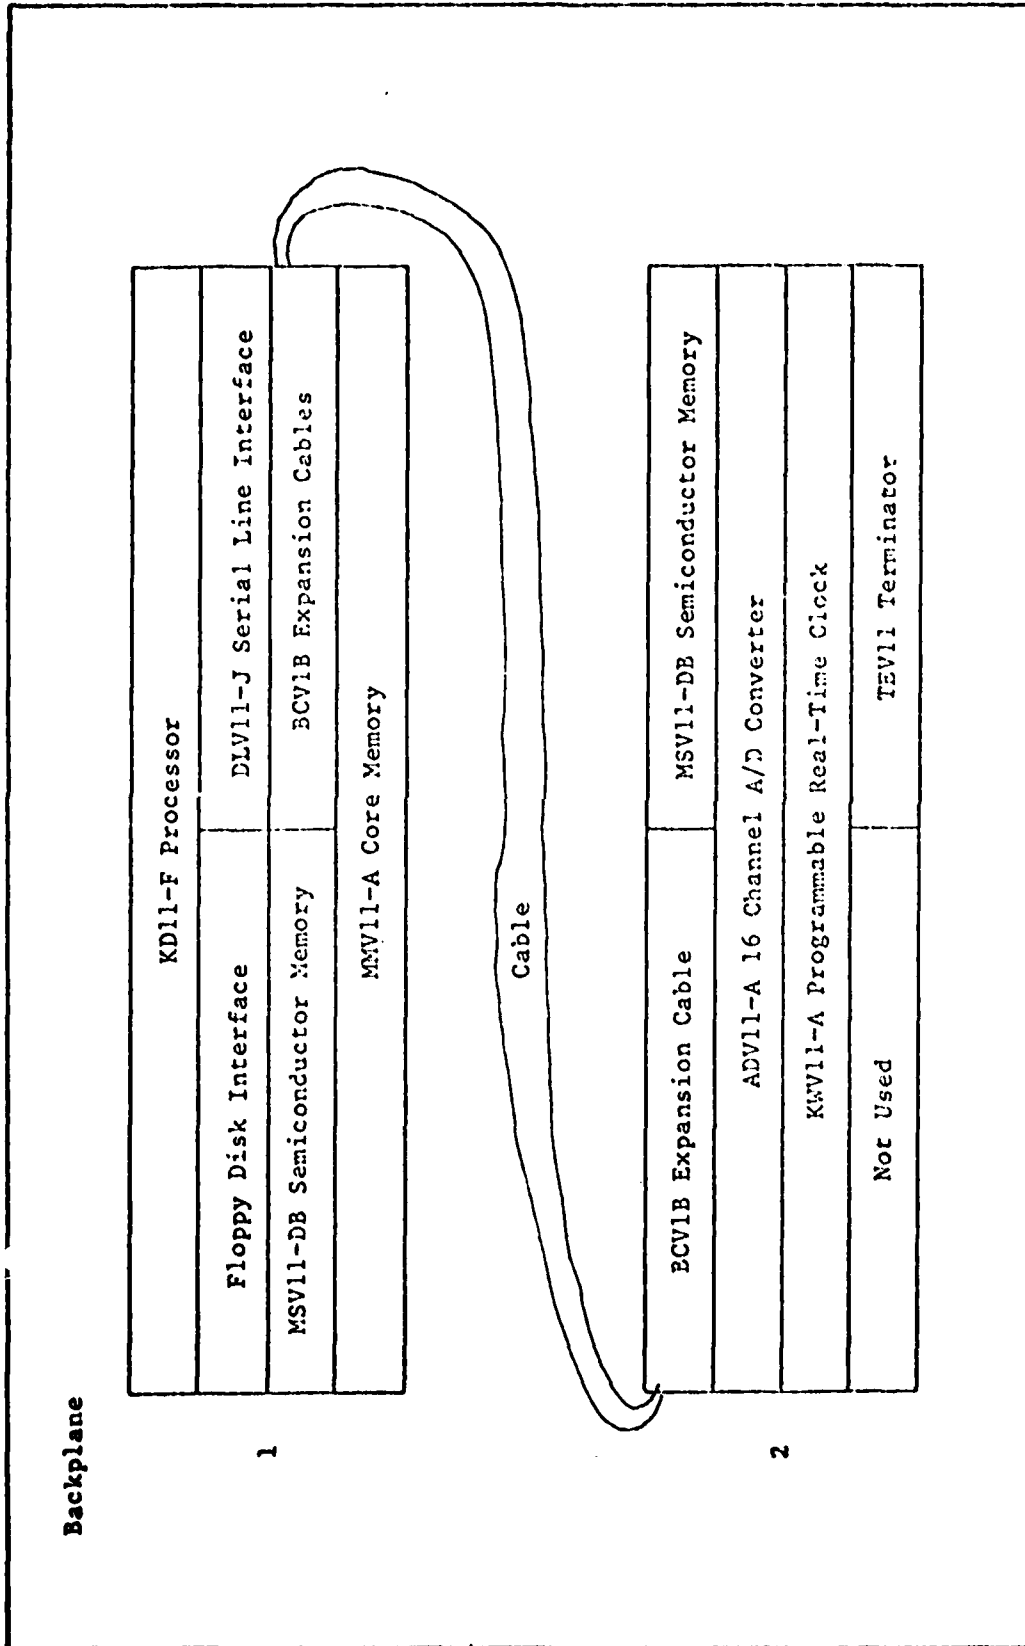 Backplane
1
KD11-F Processor
Floppy Disk Interface
DLV11-J Serial Line Interface
MSV11-DB Semiconductor Memory
BCV1B Expansion Cables
MMV11-A Core Memory
Cable
2
BCV1B Expansion Cable
MSV11-DB Semiconductor Memory
ADV11-A 16 Channel A/D Converter
KWV11-A Programmable Real-Time Clock
Not Used
TEV11 Terminator